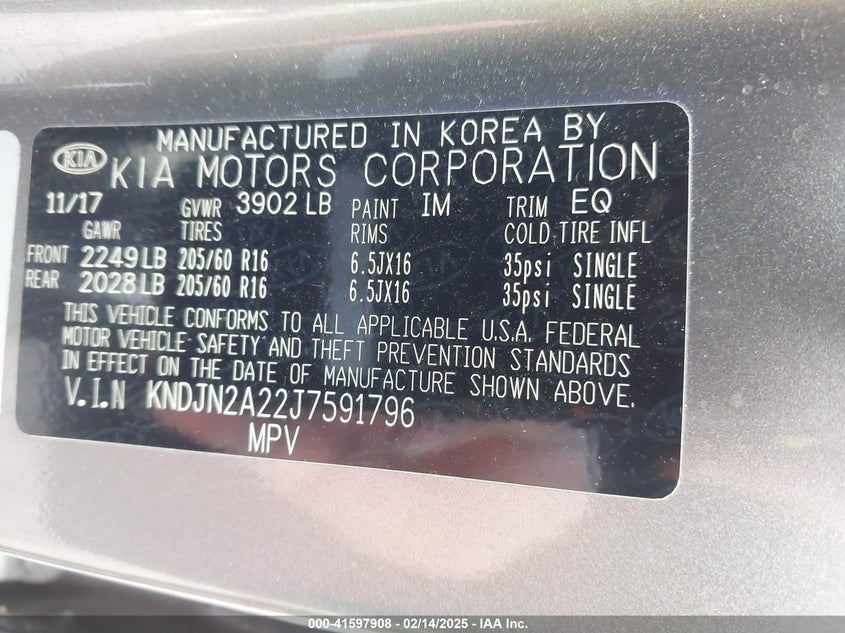 MANUFACTURED IN KOREA BY
KIA KIA MOTORS CORPORATION
11/17 GVWR 3902 LB PAINT IM TRIM EQ
GAWR TIRES RIMS COLD TIRE INFL
FRONT 2249 LB 205/60 R16 6.5JX16 35psi SINGLE
REAR 2028 LB 205/60 R16 6.5JX16 35psi SINGLE
THIS VEHICLE CONFORMS TO ALL APPLICABLE U.S.A. FEDERAL
MOTOR VEHICLE SAFETY AND THEFT PREVENTION STANDARDS
IN EFFECT ON THE DATE OF MANUFACTURE SHOWN ABOVE.
V.I.N KNDJN2A22J7591796
MPV
000-41597908 - 02/14/2025 - IAA Inc.